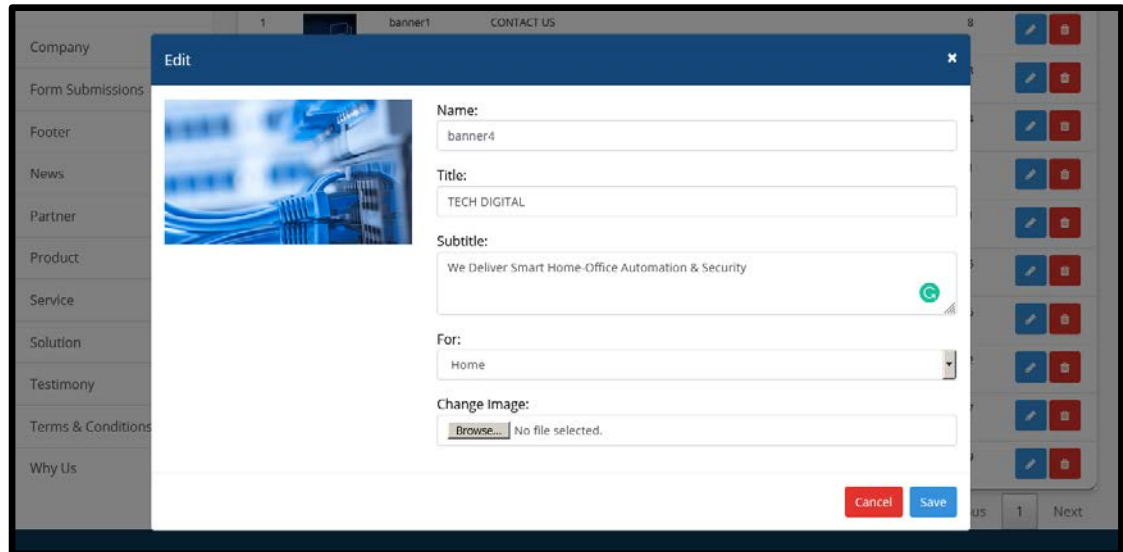 1 banner1 CONTACT US 8
Company
Form Submissions
Footer
News
Partner
Product
Service
Solution
Testimony
Terms & Conditions
Why Us
Edit
Name:
banner4
Title:
TECH DIGITAL
Subtitle:
We Deliver Smart Home-Office Automation & Security
For:
Home
Change Image:
Browse... No file selected.
Cancel Save
1 Next